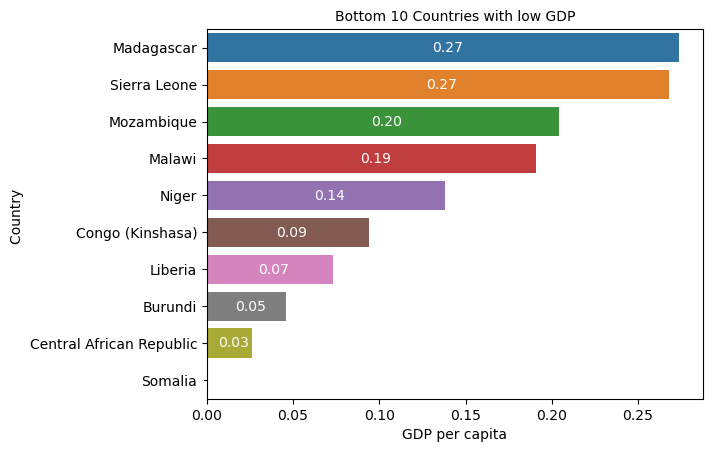 Bottom 10 Countries with low GDP
Madagascar 0.27
Sierra Leone 0.27
Mozambique 0.20
Malawi 0.19
Niger 0.14
Congo (Kinshasa) 0.09
Liberia 0.07
Burundi 0.05
Central African Republic 0.03
Somalia
Country
0.00 0.05 0.10 0.15 0.20 0.25
GDP per capita